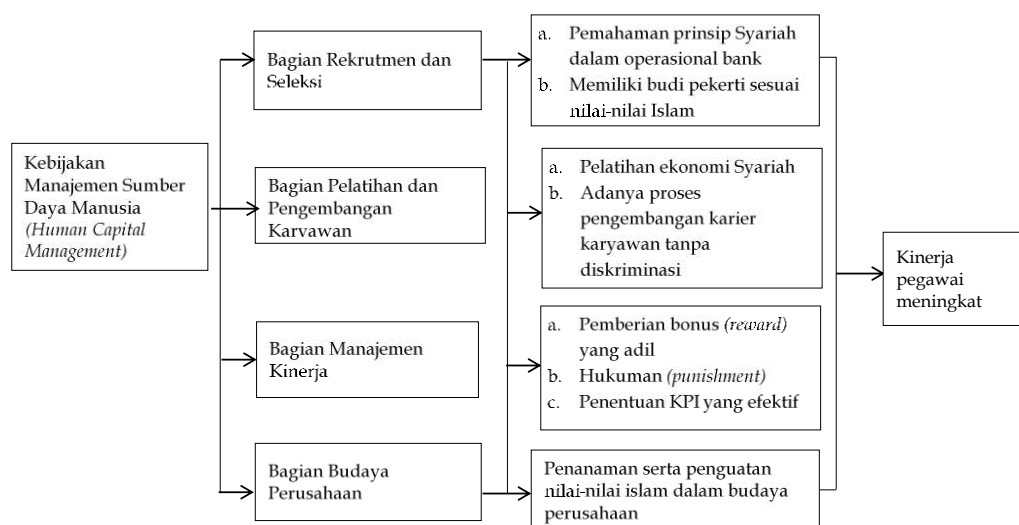 Kebijakan
Manajemen Sumber
Daya Manusia
(Human Capital
Management)
Bagian Rekrutmen dan
Seleksi
Bagian Pelatihan dan
Pengembangan
Karyawan
Bagian Manajemen
Kinerja
Bagian Budaya
Perusahaan
a. Pemahaman prinsip Syariah
dalam operasional bank
b. Memiliki budi pekerti sesuai
nilai-nilai Islam
a. Pelatihan ekonomi Syariah
b. Adanya proses
pengembangan karier
karyawan tanpa
diskriminasi
a. Pemberian bonus (reward)
yang adil
b. Hukuman (punishment)
c. Penentuan KPI yang efektif
Penanaman serta penguatan
nilai-nilai islam dalam budaya
perusahaan
Kinerja
pegawai
meningkat